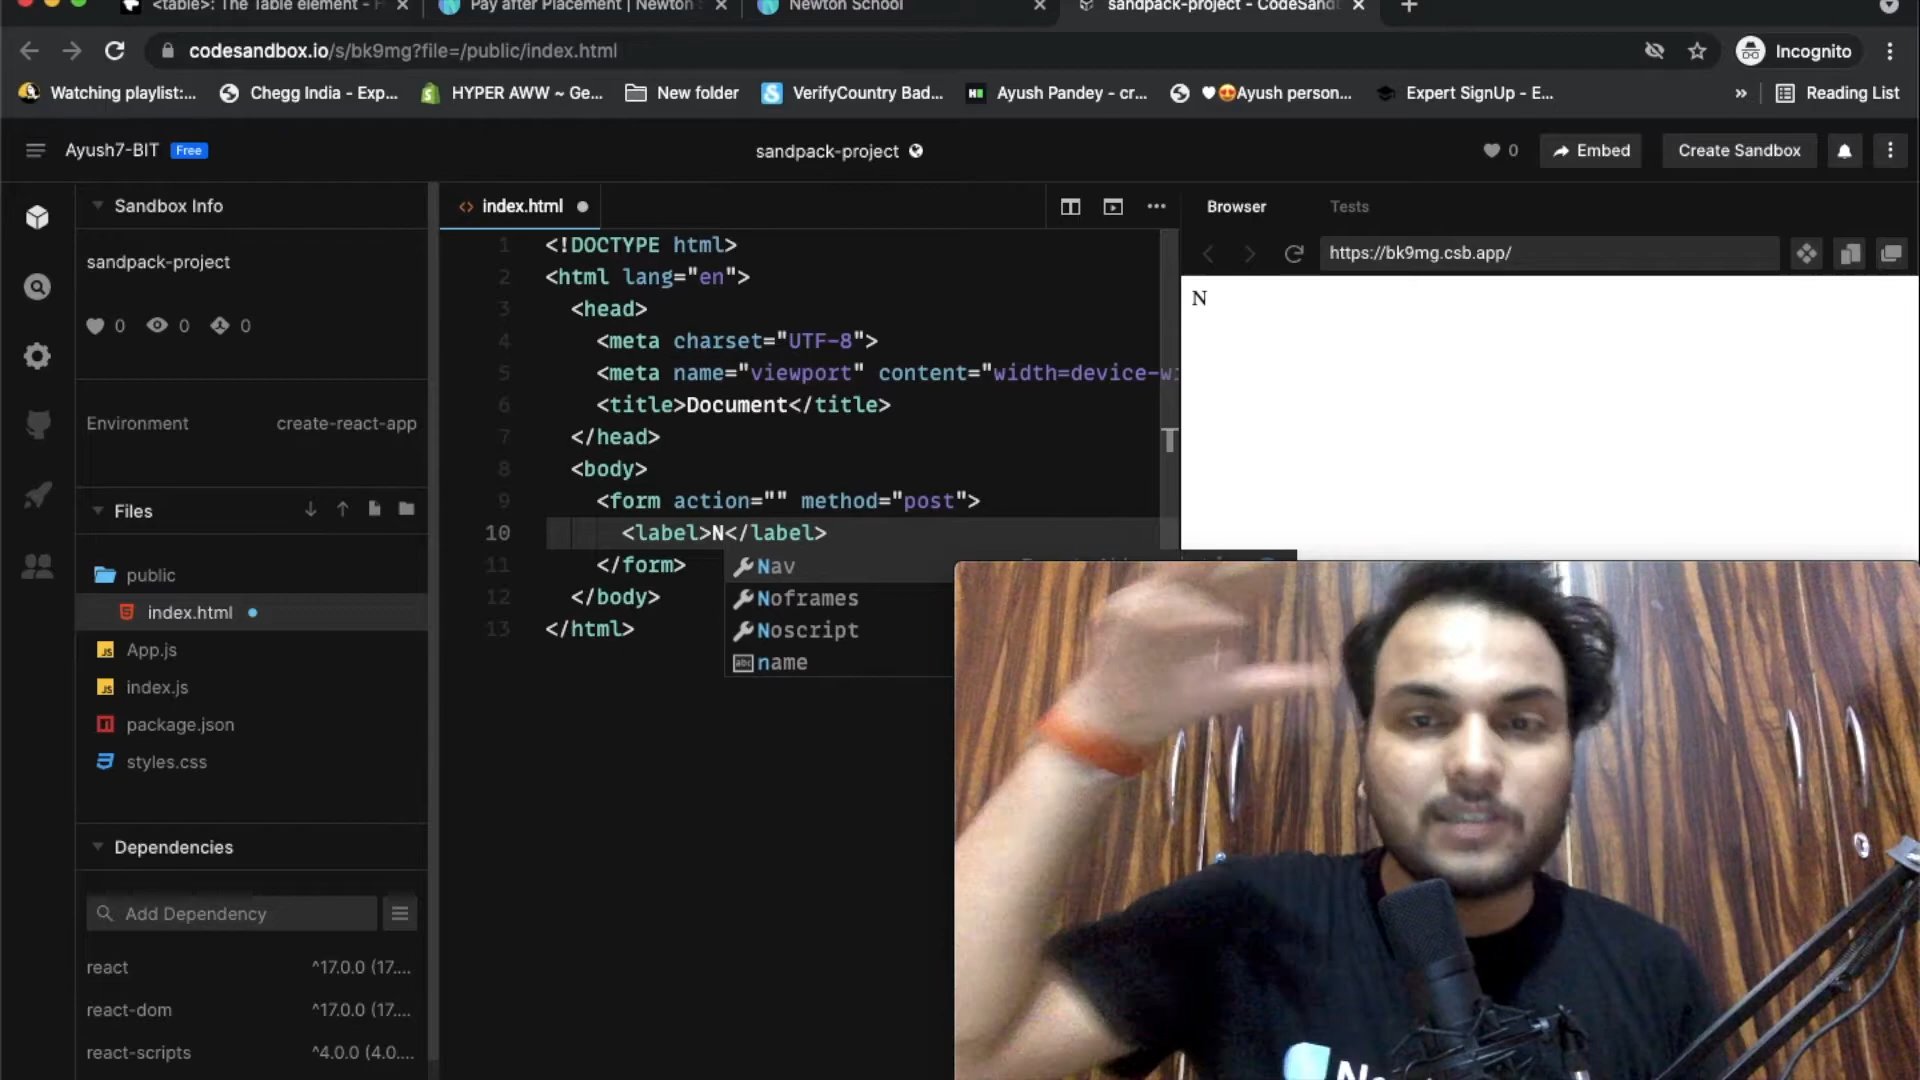 <table>: The Table element - H
Pay after Placement | Newton S
Newton School
sandpack-project - CodeSand
codesandbox.io/s/bk9mg?file=/public/index.html
Incognito
Watching playlist:...
Chegg India - Exp...
HYPER AWW ~ Ge...
New folder
VerifyCountry Bad...
Ayush Pandey - cr...
♥😍Ayush person...
Expert SignUp - E...
»
Reading List
Ayush7-BIT
Free
sandpack-project
0
Embed
Create Sandbox
Sandbox Info
sandpack-project
0 0 0
Environment create-react-app
Files
public
index.html
App.js
index.js
package.json
styles.css
Dependencies
Add Dependency
react ^17.0.0 (17....
react-dom ^17.0.0 (17....
react-scripts ^4.0.0 (4.0....
<> index.html
1 <!DOCTYPE html>
2 <html lang="en">
3 <head>
4 <meta charset="UTF-8">
5 <meta name="viewport" content="width=device-wi
6 <title>Document</title>
7 </head>
8 <body>
9 <form action="" method="post">
10 <label>N</label>
11 </form>
12 </body>
13 </html>
Nav
Noframes
Noscript
abc name
Browser
Tests
https://bk9mg.csb.app/
N